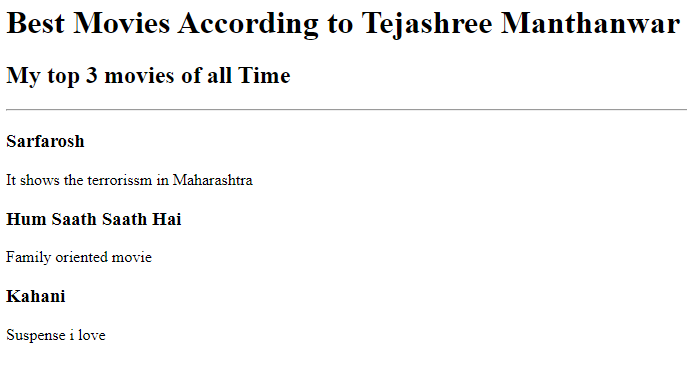 Best Movies According to Tejashree Manthanwar
My top 3 movies of all Time
Sarfarosh
It shows the terrorissm in Maharashtra
Hum Saath Saath Hai
Family oriented movie
Kahani
Suspense i love